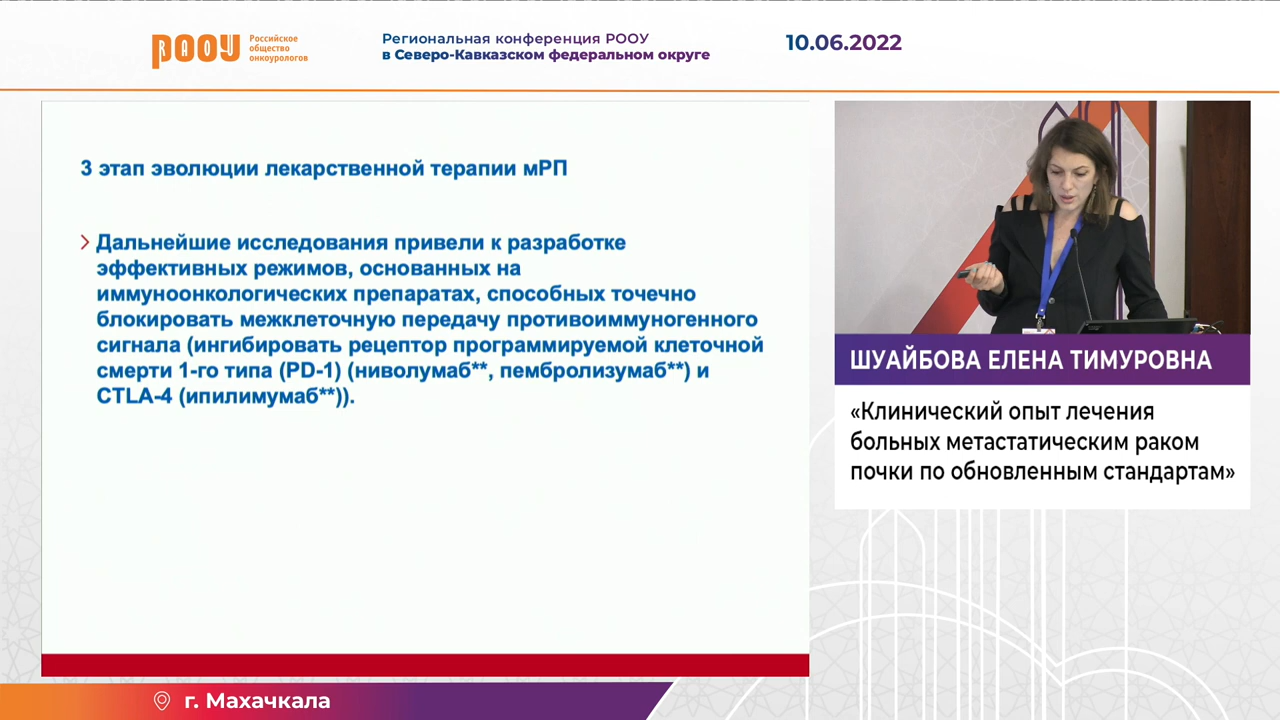 РООУ
Российское
общество
онкоурологов
Региональная конференция РООУ
в Северо-Кавказском федеральном округе
10.06.2022
3 этап эволюции лекарственной терапии мРП
Дальнейшие исследования привели к разработке
эффективных режимов, основанных на
иммуноонкологических препаратах, способных точечно
блокировать межклеточную передачу противоиммуногенного
сигнала (ингибировать рецептор программируемой клеточной
смерти 1-го типа (PD-1) (ниволумаб**, пембролизумаб**) и
CTLA-4 (ипилимумаб**)).
ШУАЙБОВА ЕЛЕНА ТИМУРОВНА
«Клинический опыт лечения
больных метастатическим раком
почки по обновленным стандартам»
г. Махачкала